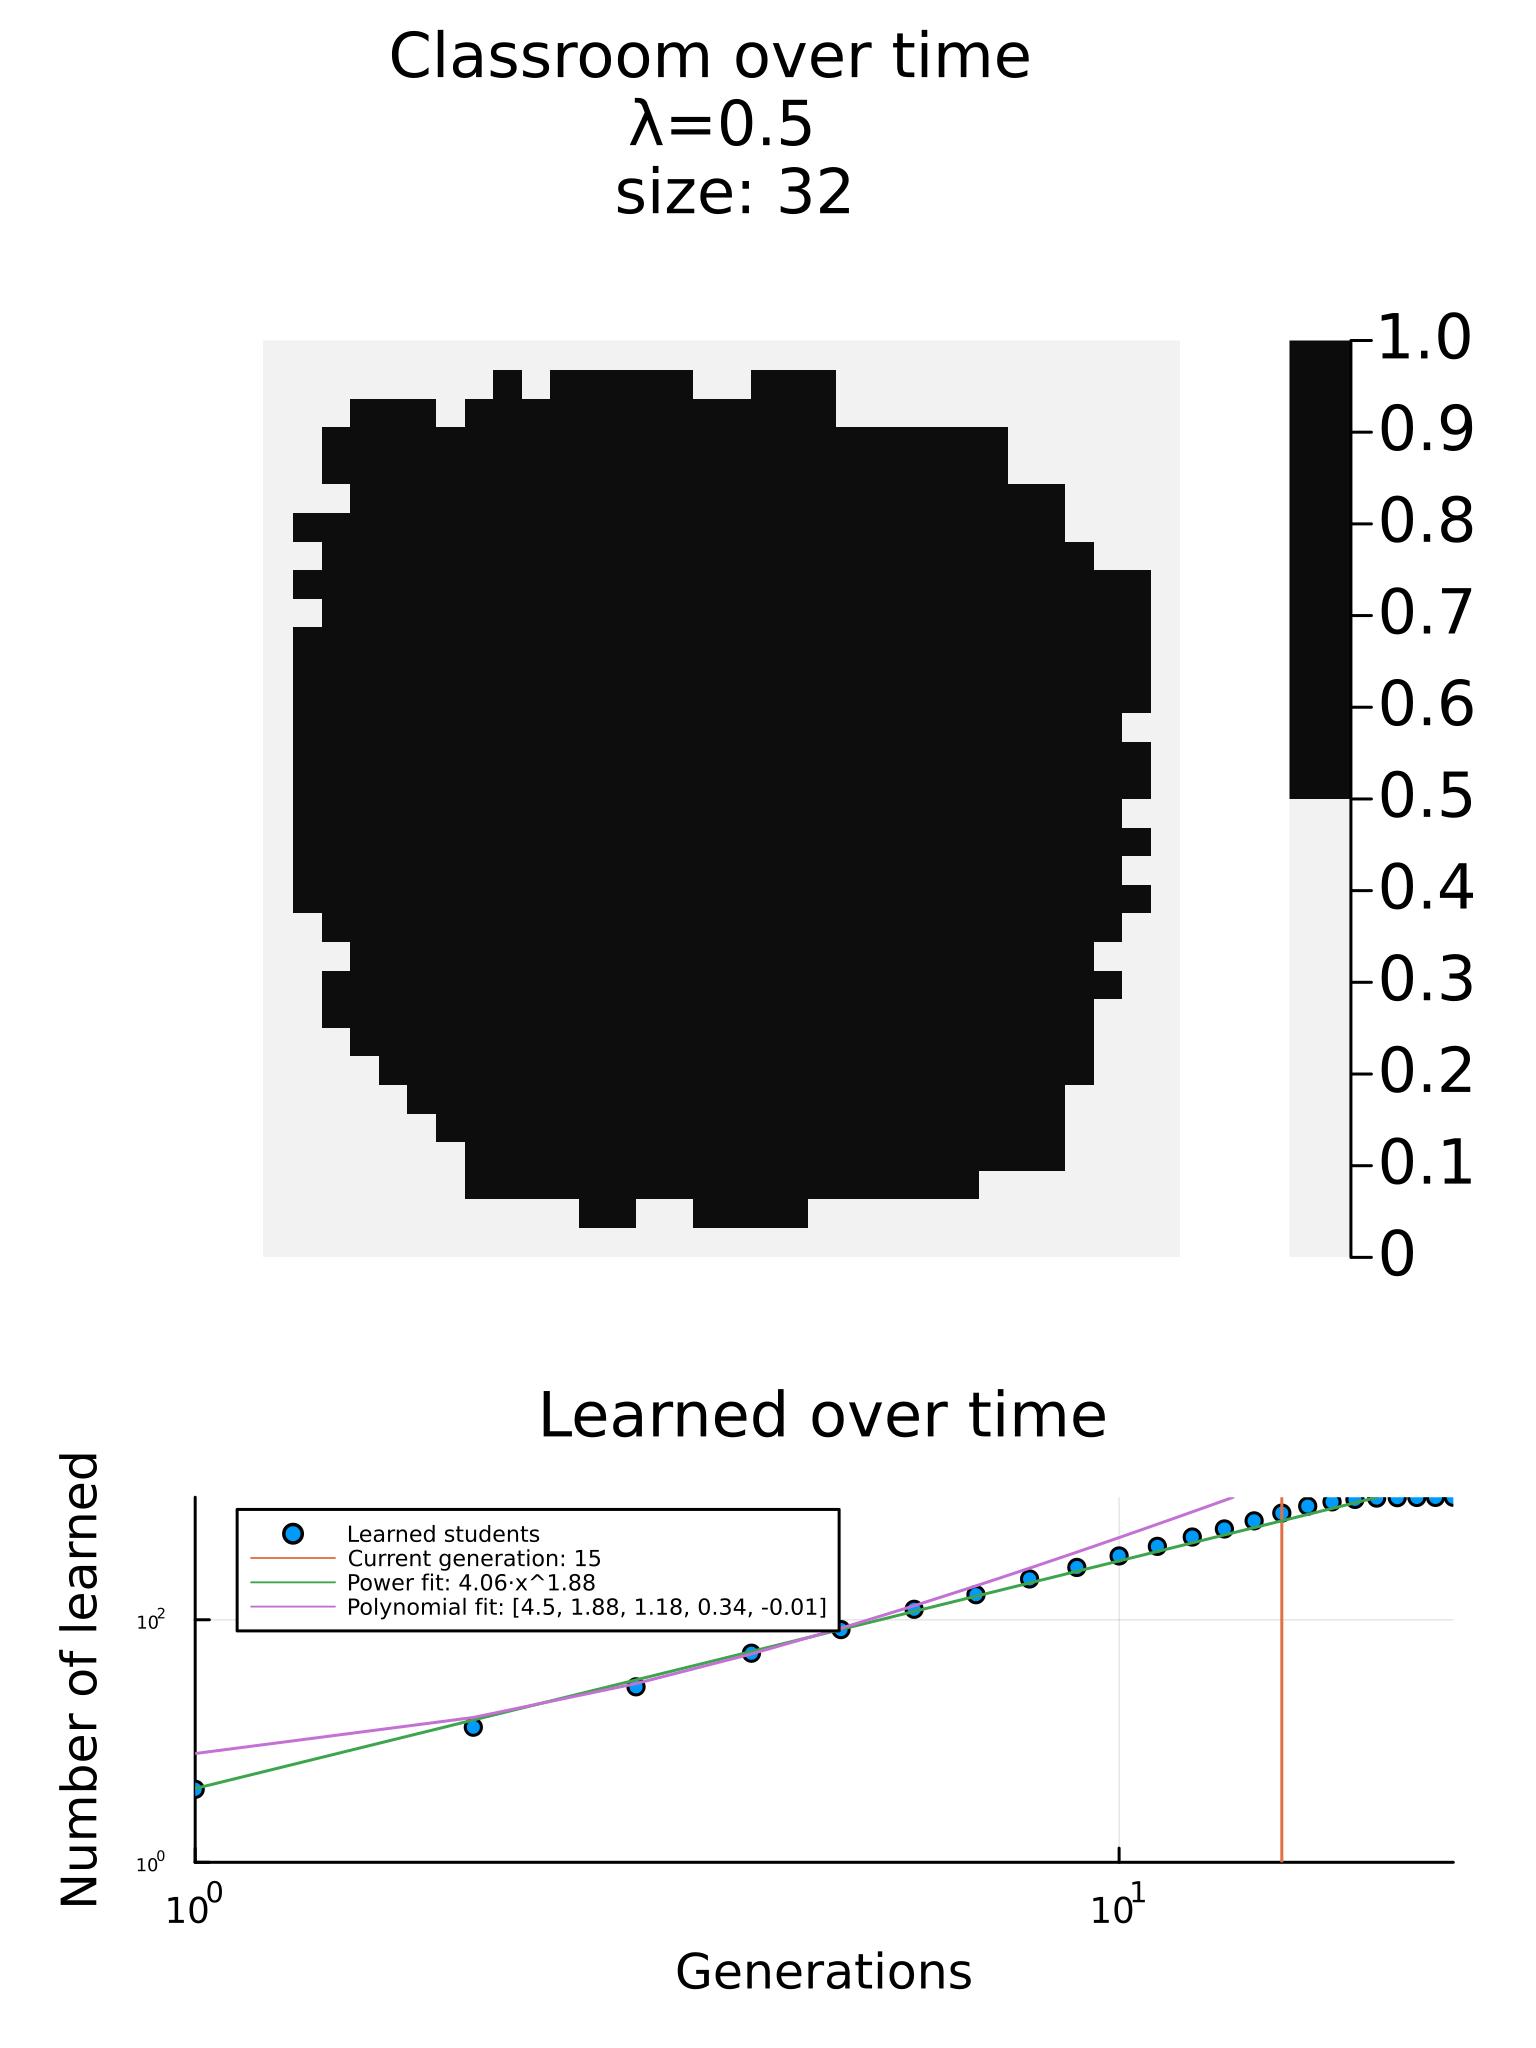 Classroom over time
λ=0.5
size: 32
1.0
0.9
0.8
0.7
0.6
0.5
0.4
0.3
0.2
0.1
0
Learned over time
Number of learned
Learned students
Current generation: 15
Power fit: 4.06·x^1.88
Polynomial fit: [4.5, 1.88, 1.18, 0.34, -0.01]
10²
10⁰
10⁰ 10¹
Generations